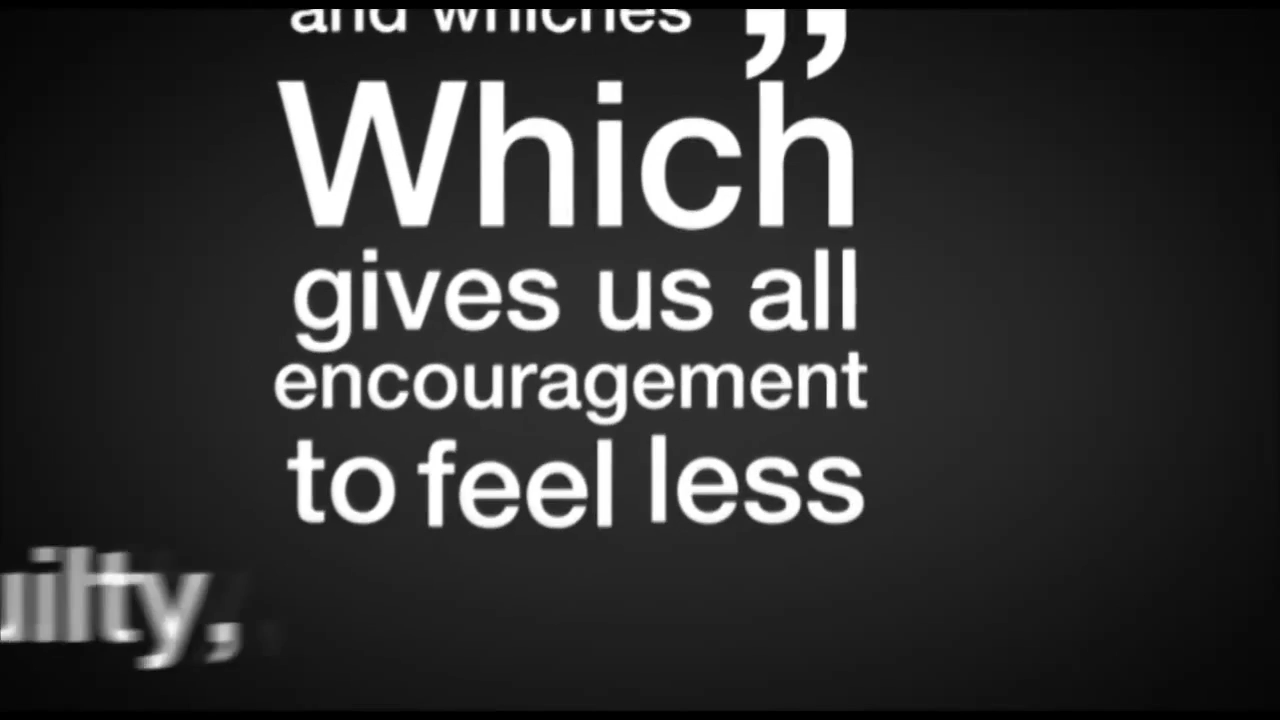 and whiches ”
Which
gives us all
encouragement
to feel less
uilty,